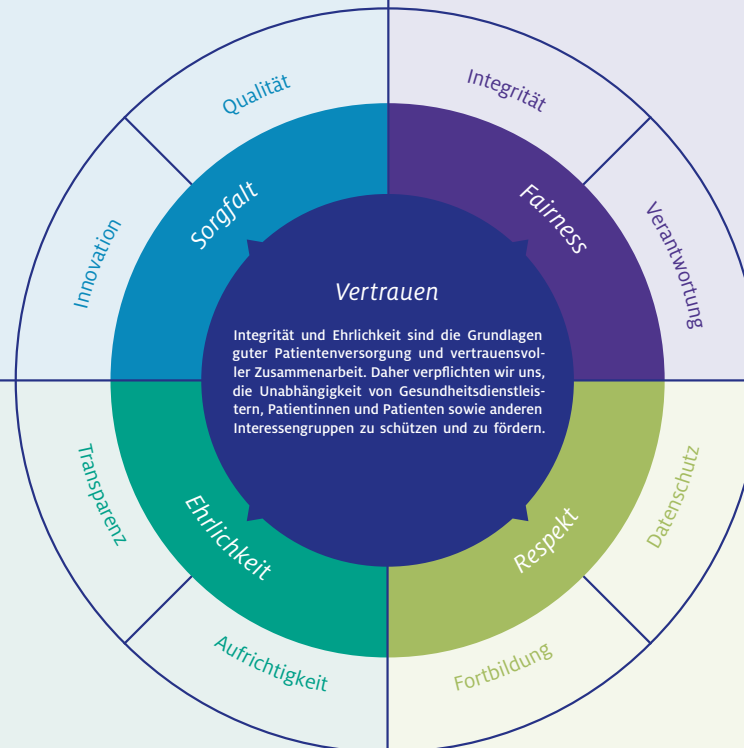 Qualität
Integrität
Sorgfalt
Fairness
Innovation
Verantwortung
Vertrauen
Integrität und Ehrlichkeit sind die Grundlagen
guter Patientenversorgung und vertrauensvol-
ler Zusammenarbeit. Daher verpflichten wir uns,
die Unabhängigkeit von Gesundheitsdienstleis-
tern, Patientinnen und Patienten sowie anderen
Interessengruppen zu schützen und zu fördern.
Transparenz
Datenschutz
Ehrlichkeit
Respekt
Aufrichtigkeit
Fortbildung